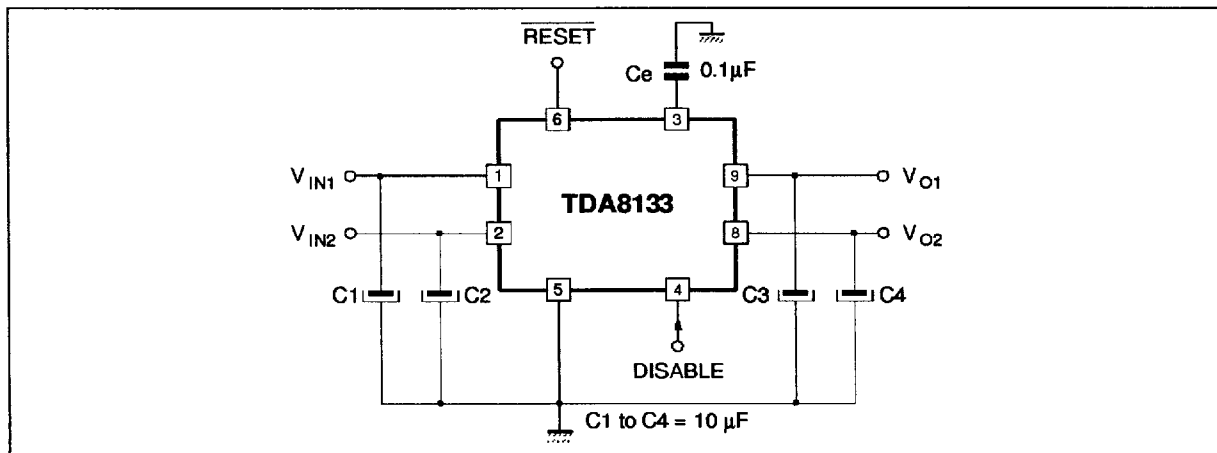 RESET
Ce 0.1µF
6 3
V IN1 1 9 V O1
TDA8133
V IN2 2 8 V O2
C1 C2 5 4 C3 C4
DISABLE
C1 to C4 = 10 µF